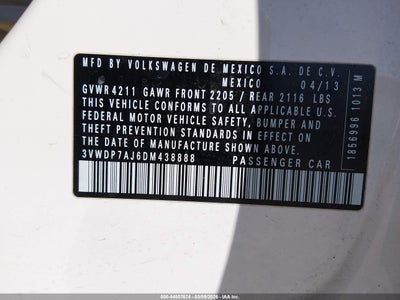 MFD BY VOLKSWAGEN DE MEXICO S.A. DE C.V.
MEXICO 04/13
GVWR 4211 GAWR FRONT 2205 / REAR 2116 LBS
THIS VEHICLE CONFORMS TO ALL APPLICABLE U.S.
FEDERAL MOTOR VEHICLE SAFETY, BUMPER AND
THEFT PREVENTION STANDARDS IN EFFECT ON THE
DATE OF MANUFACTURE SHOWN ABOVE.
3VWDP7AJ6DM438888 PASSENGER CAR
1856996 1013 M